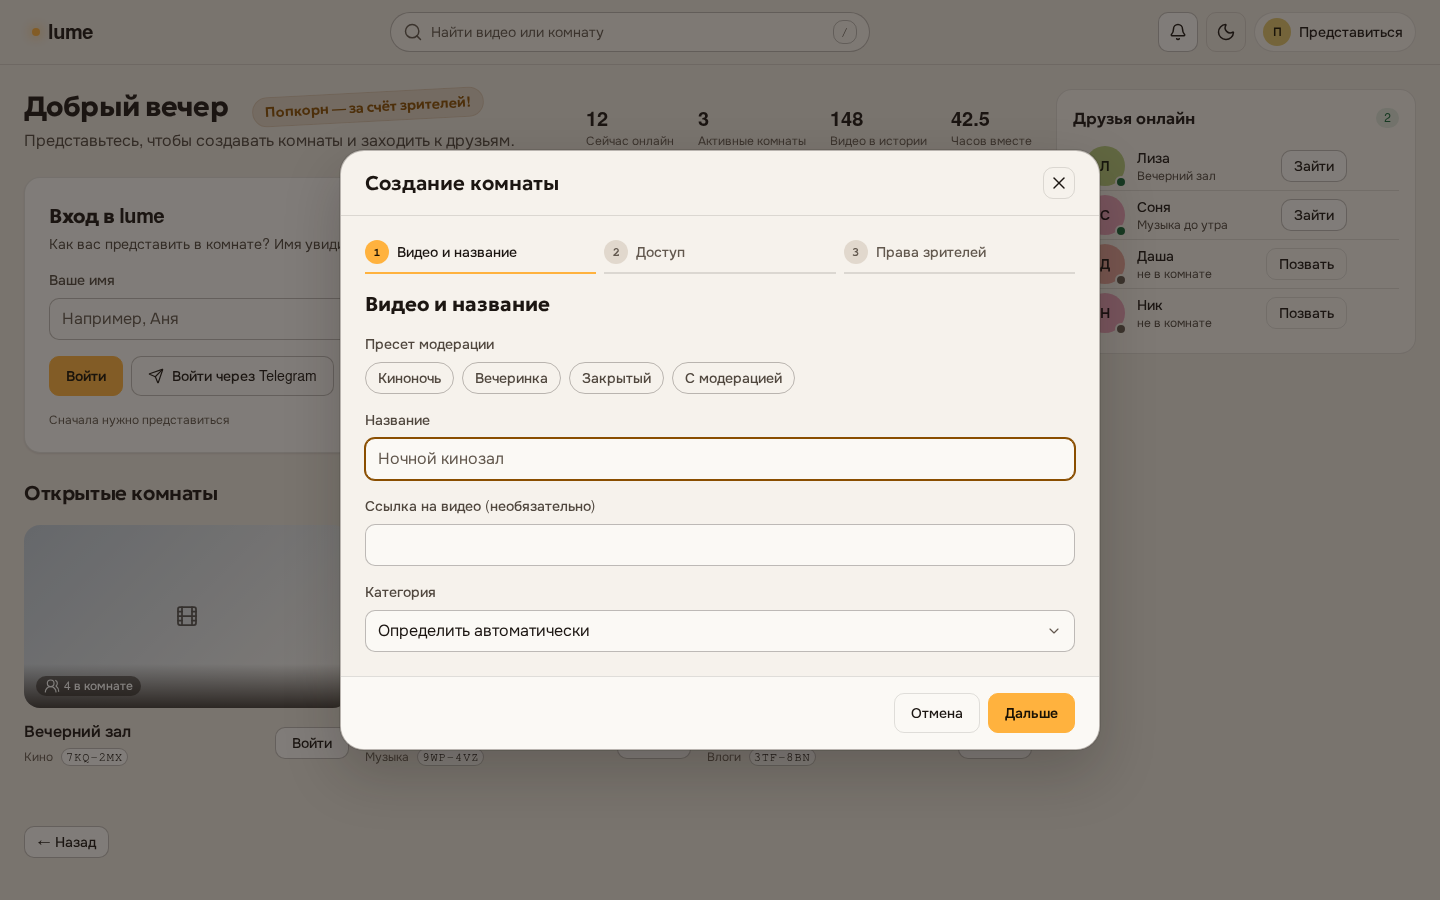 lume
Найти видео или комнату
/
П
Представиться
Добрый вечер
Попкорн — за счёт зрителей!
Представьтесь, чтобы создавать комнаты и заходить к друзьям.
12
Сейчас онлайн
3
Активные комнаты
148
Видео в истории
42.5
Часов вместе
Друзья онлайн
2
Л
Лиза
Вечерний зал
Зайти
С
Соня
Музыка до утра
Зайти
Д
Даша
не в комнате
Позвать
Н
Ник
не в комнате
Позвать
Вход в lume
Как вас представить в комнате? Имя
Ваше имя
Например, Аня
Войти
Войти через Telegram
Сначала нужно представиться
Создание комнаты
1
Видео и название
2
Доступ
3
Права зрителей
Видео и название
Пресет модерации
Киноночь
Вечеринка
Закрытый
С модерацией
Название
Ночной кинозал
Ссылка на видео (необязательно)
Категория
Определить автоматически
Отмена
Дальше
Открытые комнаты
4 в комнате
Вечерний зал
Кино
7KQ-2MX
Войти
Музыка
9WP-4VZ
Влоги
3TF-8BN
← Назад